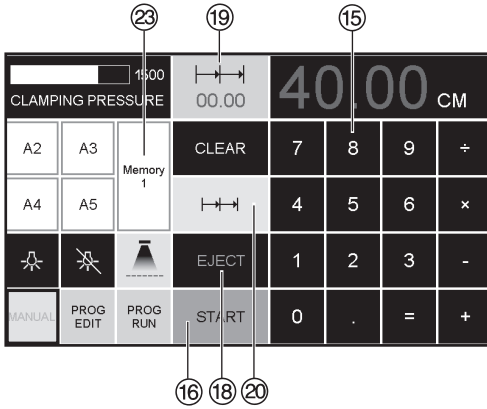 23 19 15
1500
CLAMPING PRESSURE
00.00
40.00 CM
A2 A3 Memory 1 CLEAR 7 8 9 ÷
A4 A5 4 5 6 ×
EJECT 1 2 3 -
MANUAL PROG EDIT PROG RUN START 0 . = +
16 18 20